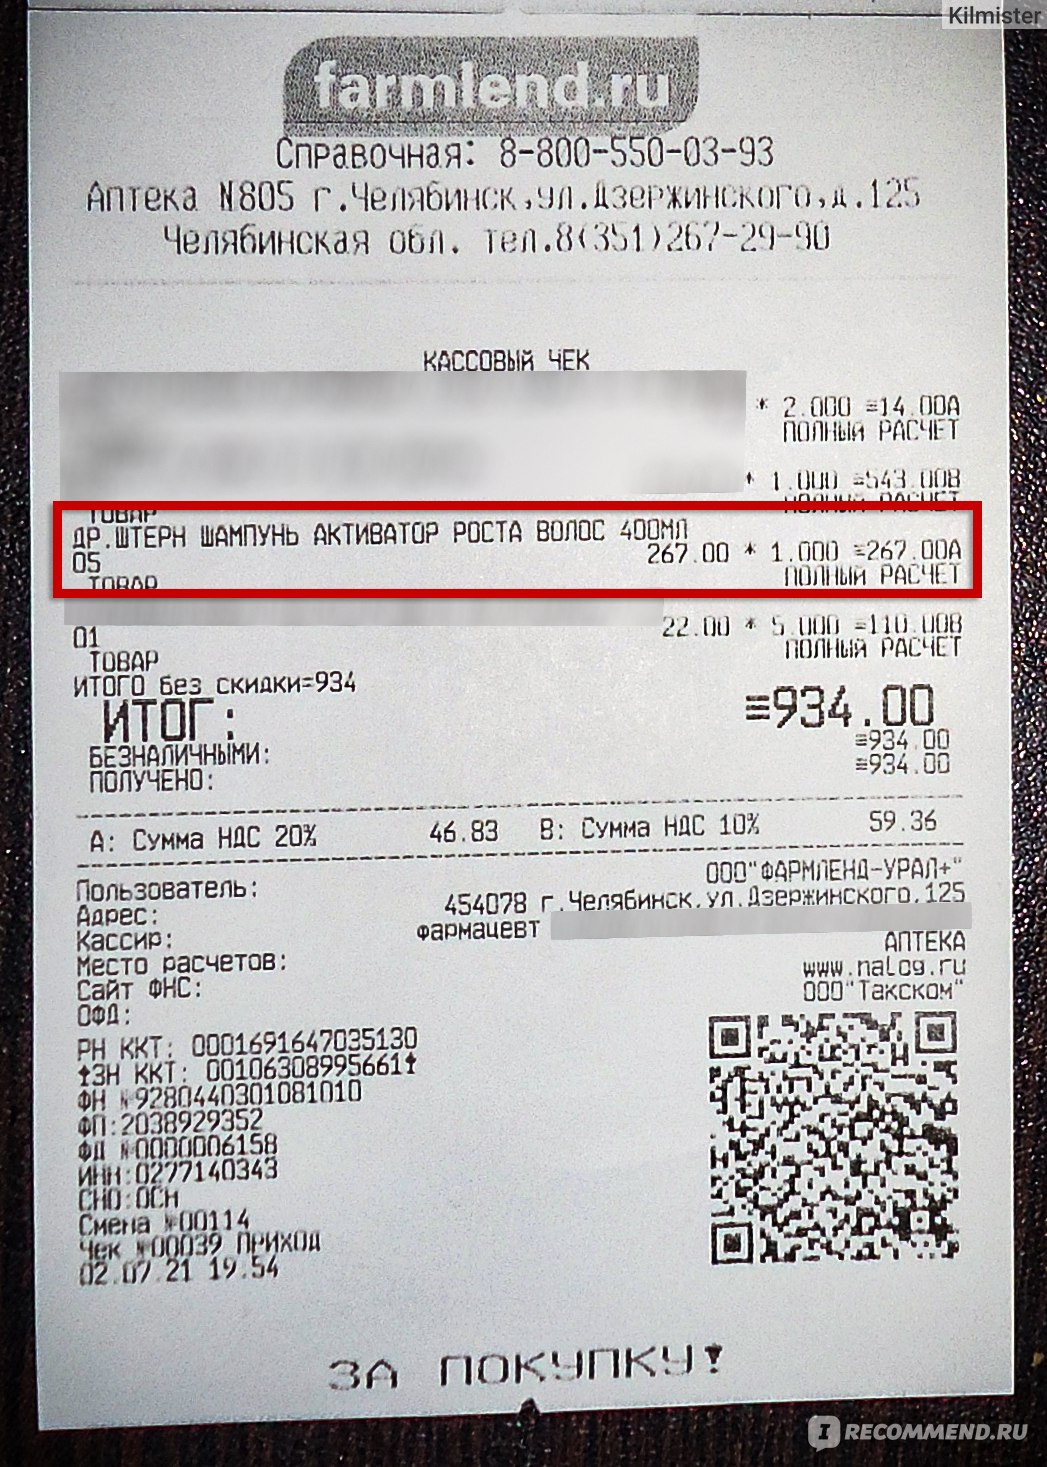 Kilmister
farmlend.ru
Справочная: 8-800-550-03-93
Аптека N805 г.Челябинск,ул.Дзержинского,д.125
Челябинская обл. тел.8(351)267-29-90
КАССОВЫЙ ЧЕК
* 2.000 =14.00А
ПОЛНЫЙ РАСЧЕТ
* 1.000 =543.00В
ПОЛНЫЙ РАСЧЕТ
ТОВАР
ДР.ШТЕРН ШАМПУНЬ АКТИВАТОР РОСТА ВОЛОС 400МЛ
267.00 * 1.000 =267.00А
05
ПОЛНЫЙ РАСЧЕТ
ТОВАР
22.00 * 5.000 =110.00В
01
ПОЛНЫЙ РАСЧЕТ
ТОВАР
ИТОГО без скидки=934
ИТОГ: =934.00
БЕЗНАЛИЧНЫМИ: =934.00
ПОЛУЧЕНО: =934.00
А: Сумма НДС 20% 46.83 В: Сумма НДС 10% 59.36
Пользователь: ООО"ФАРМЛЕНД-УРАЛ+"
Адрес: 454078 г.Челябинск,ул.Дзержинского,125
Кассир: фармацевт
Место расчетов: АПТЕКА
Сайт ФНС: www.nalog.ru
ОФД: ООО"Такском"
РН ККТ: 0001691647035130
ЗН ККТ: 00106308995661
ФН №9280440301081010
ФП:2038929352
ФД №0000006158
ИНН:0277140343
СНО:ОСН
Смена №00114
Чек №00039 ПРИХОД
02.07.21 19.54
ЗА ПОКУПКУ!
IRECOMMEND.RU